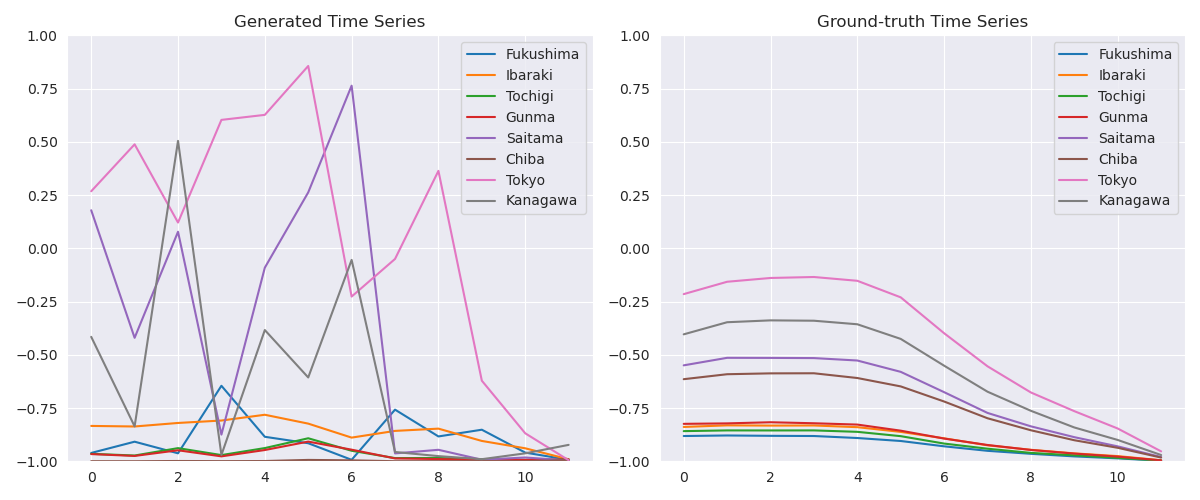 Generated Time Series
1.00
0.75
0.50
0.25
0.00
−0.25
−0.50
−0.75
−1.00
0 2 4 6 8 10
Fukushima
Ibaraki
Tochigi
Gunma
Saitama
Chiba
Tokyo
Kanagawa
Ground-truth Time Series
1.00
0.75
0.50
0.25
0.00
−0.25
−0.50
−0.75
−1.00
0 2 4 6 8 10
Fukushima
Ibaraki
Tochigi
Gunma
Saitama
Chiba
Tokyo
Kanagawa